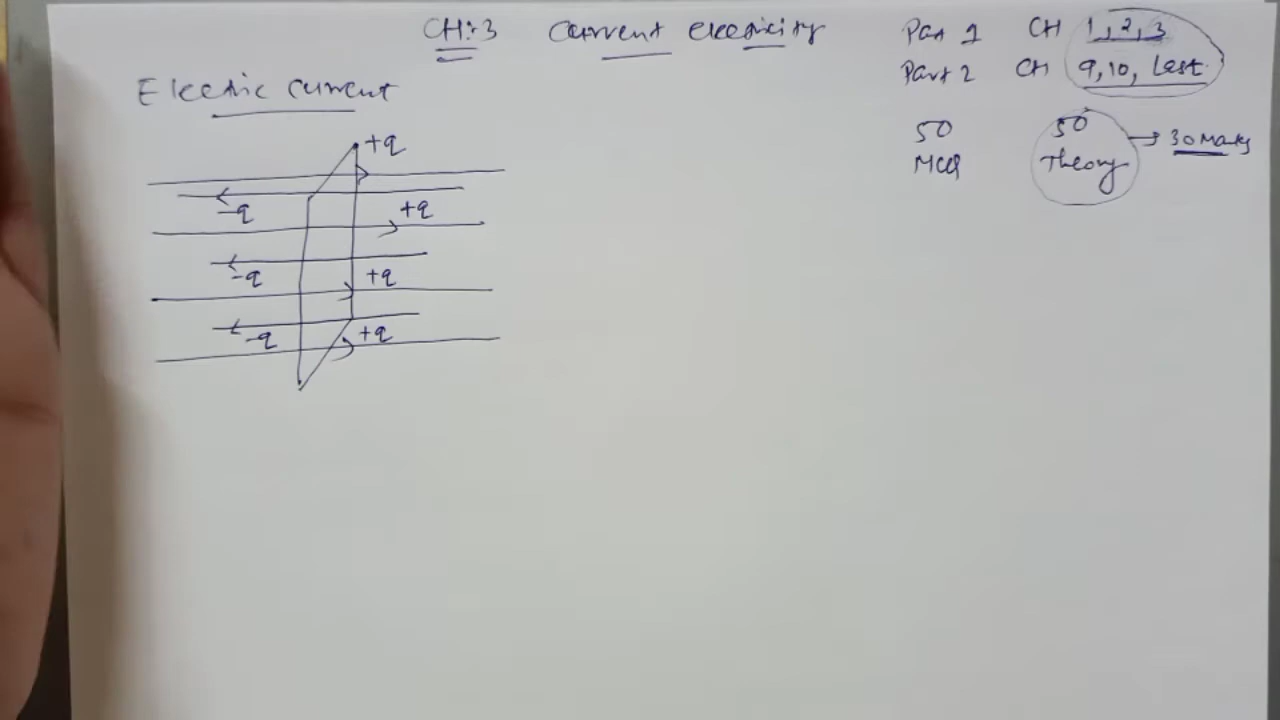 CH:-3 Current electricity
Part 1 CH 1, 2, 3
Part 2 CH 9, 10, Last
Electric current
50 50 → 30 Marks
MCQ Theory
+q
-q +q
-q +q
-q +q